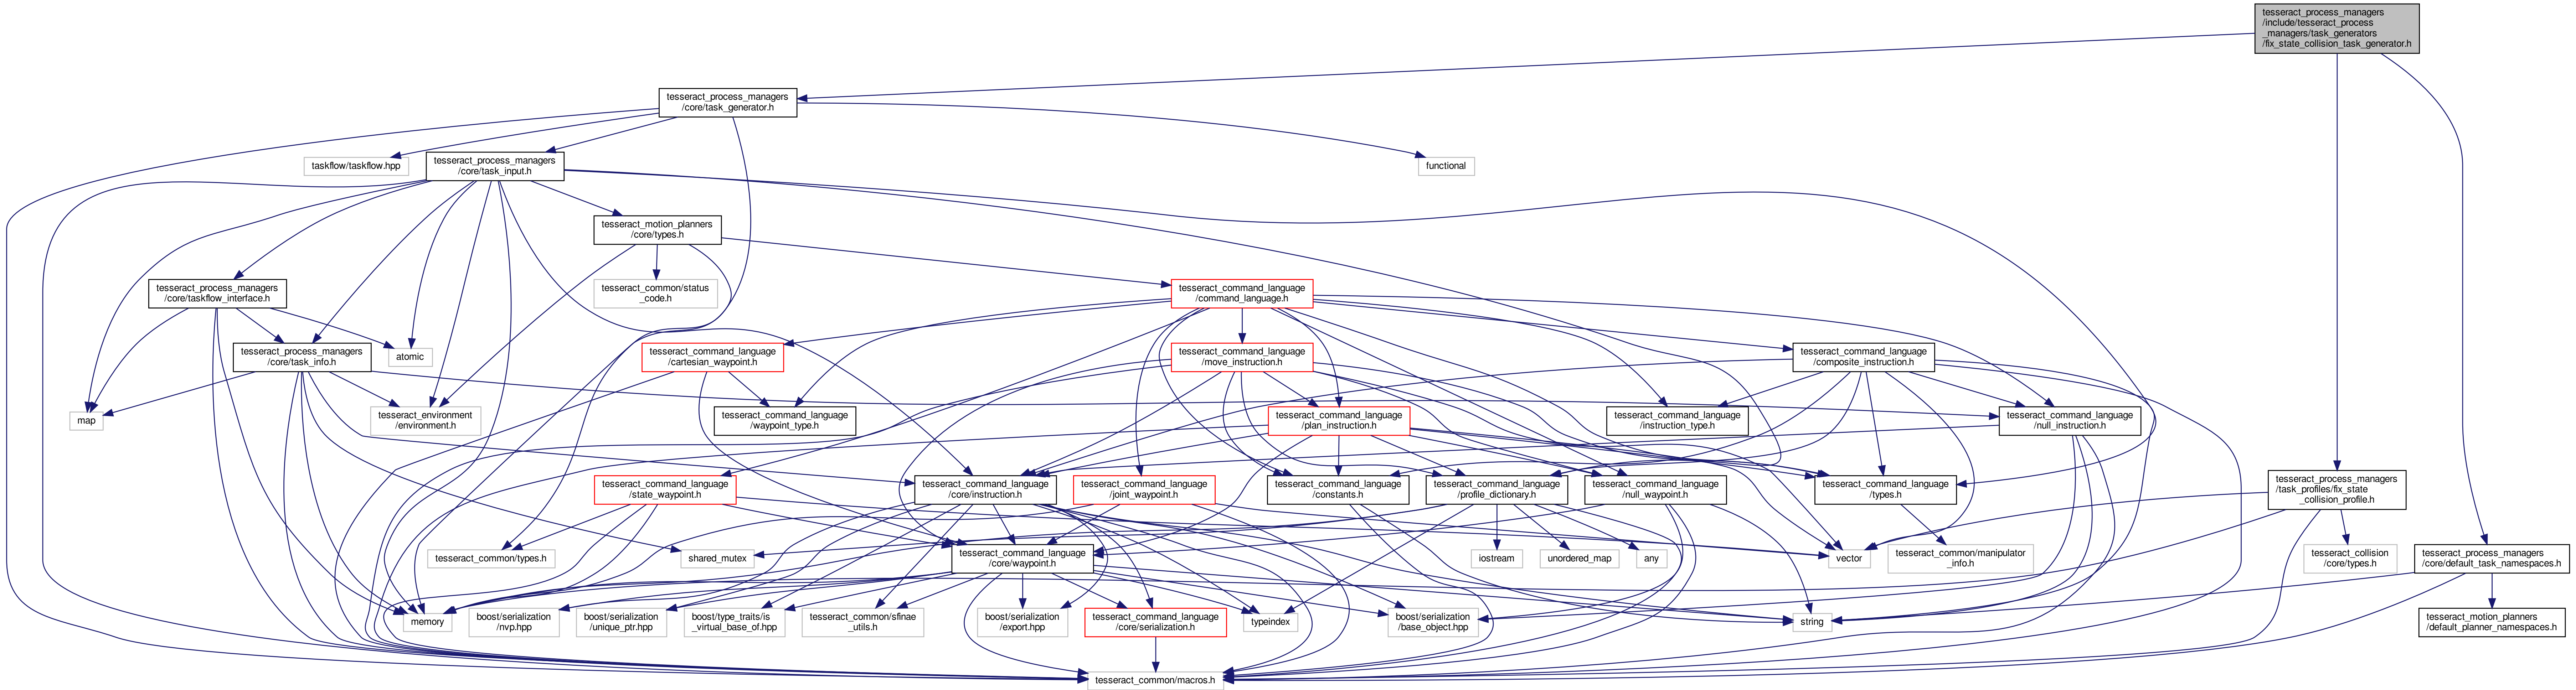 tesseract_process_managers
/include/tesseract_process
_managers/task_generators
/fix_state_collision_task_generator.h
tesseract_process_managers
/core/task_generator.h
taskflow/taskflow.hpp
tesseract_process_managers
/core/task_input.h
functional
tesseract_motion_planners
/core/types.h
tesseract_process_managers
/core/taskflow_interface.h
tesseract_common/status
_code.h
tesseract_command_language
/command_language.h
tesseract_process_managers
/core/task_info.h
atomic
tesseract_command_language
/cartesian_waypoint.h
tesseract_command_language
/move_instruction.h
tesseract_command_language
/composite_instruction.h
map
tesseract_environment
/environment.h
tesseract_command_language
/waypoint_type.h
tesseract_command_language
/plan_instruction.h
tesseract_command_language
/instruction_type.h
tesseract_command_language
/null_instruction.h
tesseract_command_language
/state_waypoint.h
tesseract_command_language
/core/instruction.h
tesseract_command_language
/joint_waypoint.h
tesseract_command_language
/constants.h
tesseract_command_language
/profile_dictionary.h
tesseract_command_language
/null_waypoint.h
tesseract_command_language
/types.h
tesseract_process_managers
/task_profiles/fix_state
_collision_profile.h
tesseract_common/types.h
shared_mutex
tesseract_command_language
/core/waypoint.h
iostream
unordered_map
any
vector
tesseract_common/manipulator
_info.h
tesseract_collision
/core/types.h
tesseract_process_managers
/core/default_task_namespaces.h
memory
boost/serialization
/nvp.hpp
boost/serialization
/unique_ptr.hpp
boost/type_traits/is
_virtual_base_of.hpp
tesseract_common/sfinae
_utils.h
boost/serialization
/export.hpp
tesseract_command_language
/core/serialization.h
typeindex
boost/serialization
/base_object.hpp
string
tesseract_motion_planners
/default_planner_namespaces.h
tesseract_common/macros.h